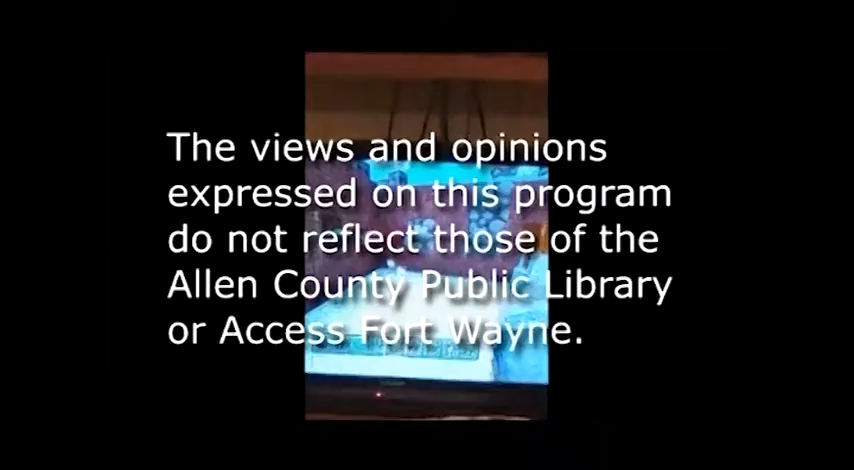 The views and opinions
expressed on this program
do not reflect those of the
Allen County Public Library
or Access Fort Wayne.